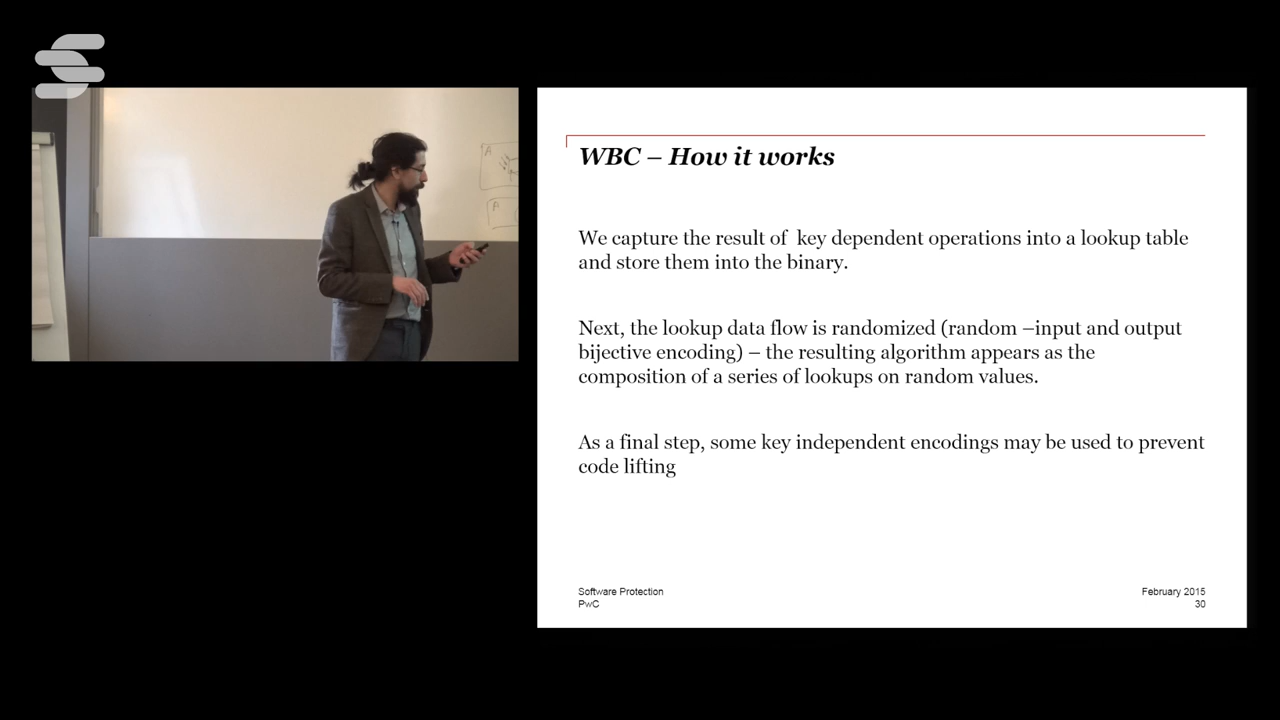 WBC – How it works
We capture the result of  key dependent operations into a lookup table
and store them into the binary.
Next, the lookup data flow is randomized (random –input and output
bijective encoding) – the resulting algorithm appears as the
composition of a series of lookups on random values.
As a final step, some key independent encodings may be used to prevent
code lifting
Software Protection
PwC
February 2015
30
A
A